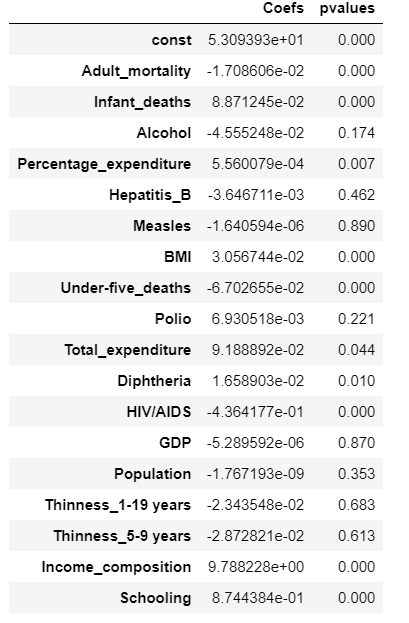 Coefs pvalues
const 5.309393e+01 0.000
Adult_mortality -1.708606e-02 0.000
Infant_deaths 8.871245e-02 0.000
Alcohol -4.555248e-02 0.174
Percentage_expenditure 5.560079e-04 0.007
Hepatitis_B -3.646711e-03 0.462
Measles -1.640594e-06 0.890
BMI 3.056744e-02 0.000
Under-five_deaths -6.702655e-02 0.000
Polio 6.930518e-03 0.221
Total_expenditure 9.188892e-02 0.044
Diphtheria 1.658903e-02 0.010
HIV/AIDS -4.364177e-01 0.000
GDP -5.289592e-06 0.870
Population -1.767193e-09 0.353
Thinness_1-19 years -2.343548e-02 0.683
Thinness_5-9 years -2.872821e-02 0.613
Income_composition 9.788228e+00 0.000
Schooling 8.744384e-01 0.000